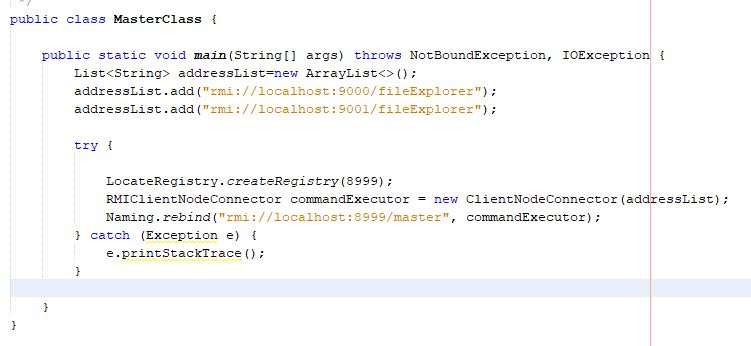 */
public class MasterClass {
public static void main(String[] args) throws NotBoundException, IOException {
List<String> addressList=new ArrayList<>();
addressList.add("rmi://localhost:9000/fileExplorer");
addressList.add("rmi://localhost:9001/fileExplorer");
try {
LocateRegistry.createRegistry(8999);
RMIClientNodeConnector commandExecutor = new ClientNodeConnector(addressList);
Naming.rebind("rmi://localhost:8999/master", commandExecutor);
} catch (Exception e) {
e.printStackTrace();
}
}
}